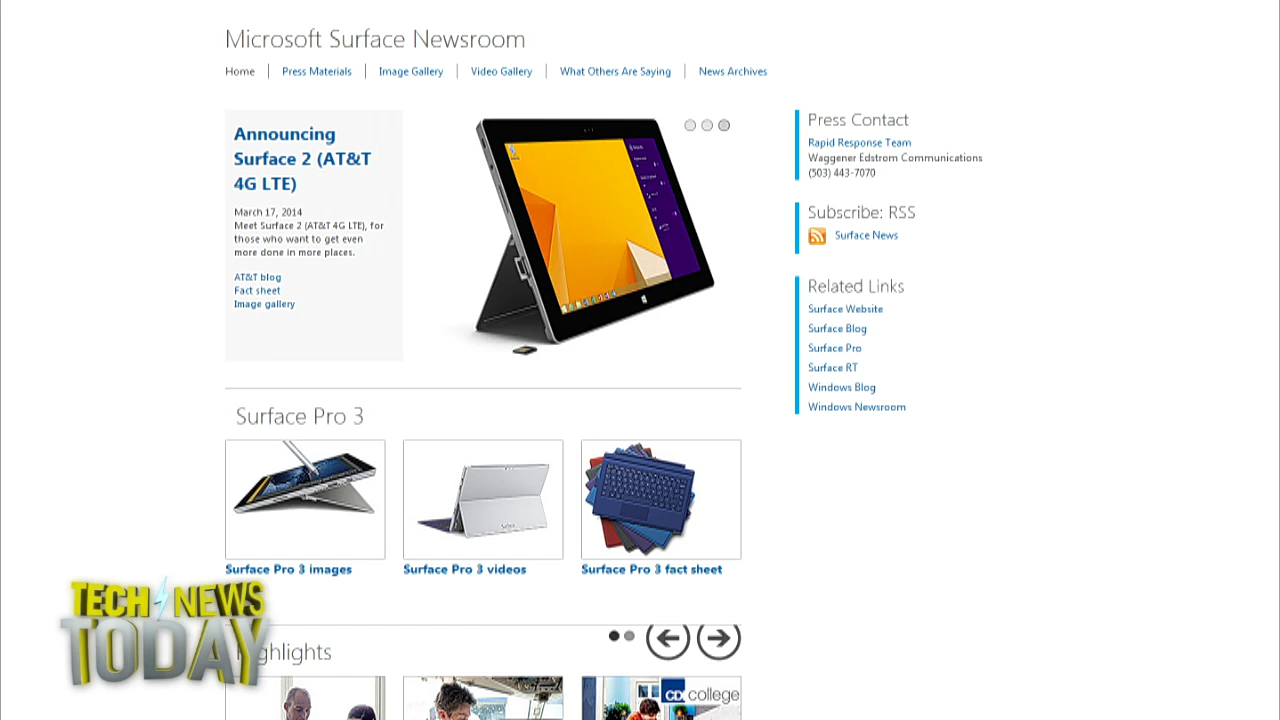 Microsoft Surface Newsroom
Home
Press Materials
Image Gallery
Video Gallery
What Others Are Saying
News Archives
Announcing
Surface 2 (AT&T
4G LTE)
March 17, 2014
Meet Surface 2 (AT&T 4G LTE), for
those who want to get even
more done in more places.
AT&T blog
Fact sheet
Image gallery
Press Contact
Rapid Response Team
Waggener Edstrom Communications
(503) 443-7070
Subscribe: RSS
Surface News
Related Links
Surface Website
Surface Blog
Surface Pro
Surface RT
Windows Blog
Windows Newsroom
Surface Pro 3
Surface
Surface Pro 3 images
Surface Pro 3 videos
Surface Pro 3 fact sheet
TECH NEWS
TODAY
ghlights
CDI college